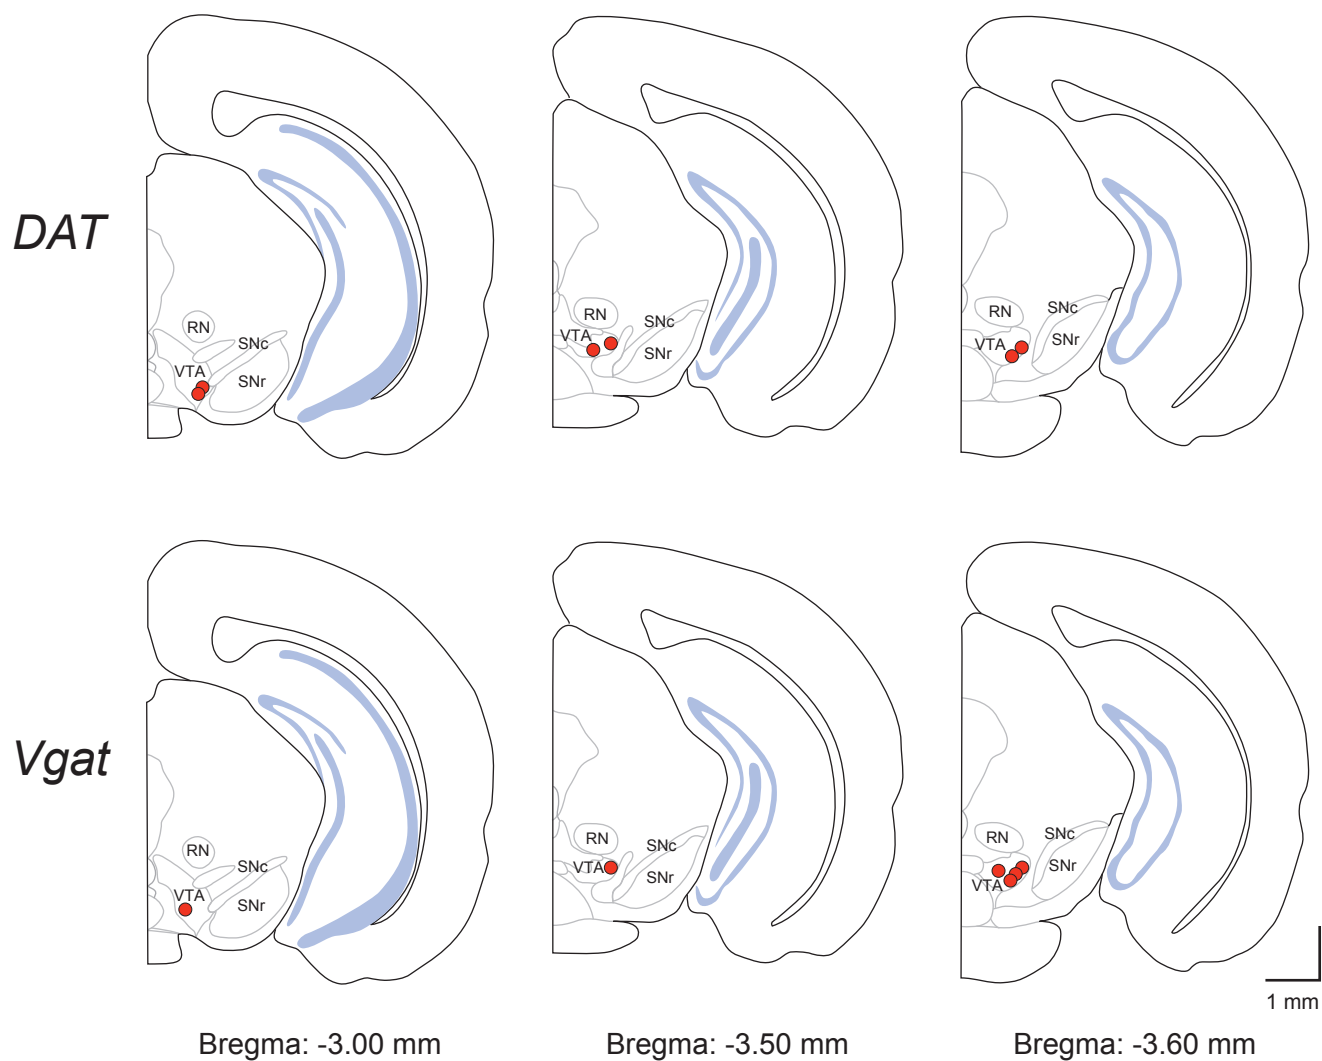 DAT
RN
SNc
VTA
SNr
RN
SNc
VTA
SNr
RN
SNc
VTA
SNr
Vgat
RN
SNc
VTA
SNr
RN
SNc
VTA
SNr
RN
SNc
VTA
SNr
1 mm
Bregma: -3.00 mm
Bregma: -3.50 mm
Bregma: -3.60 mm